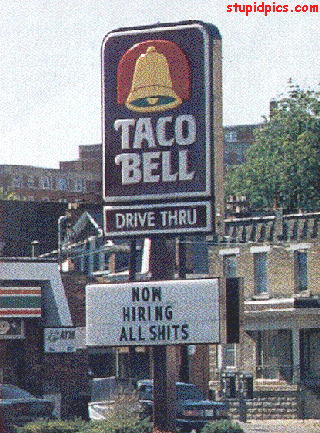 stupidpics.com
TACO
BELL
DRIVE THRU
NOW
HIRING
ALL SHITS